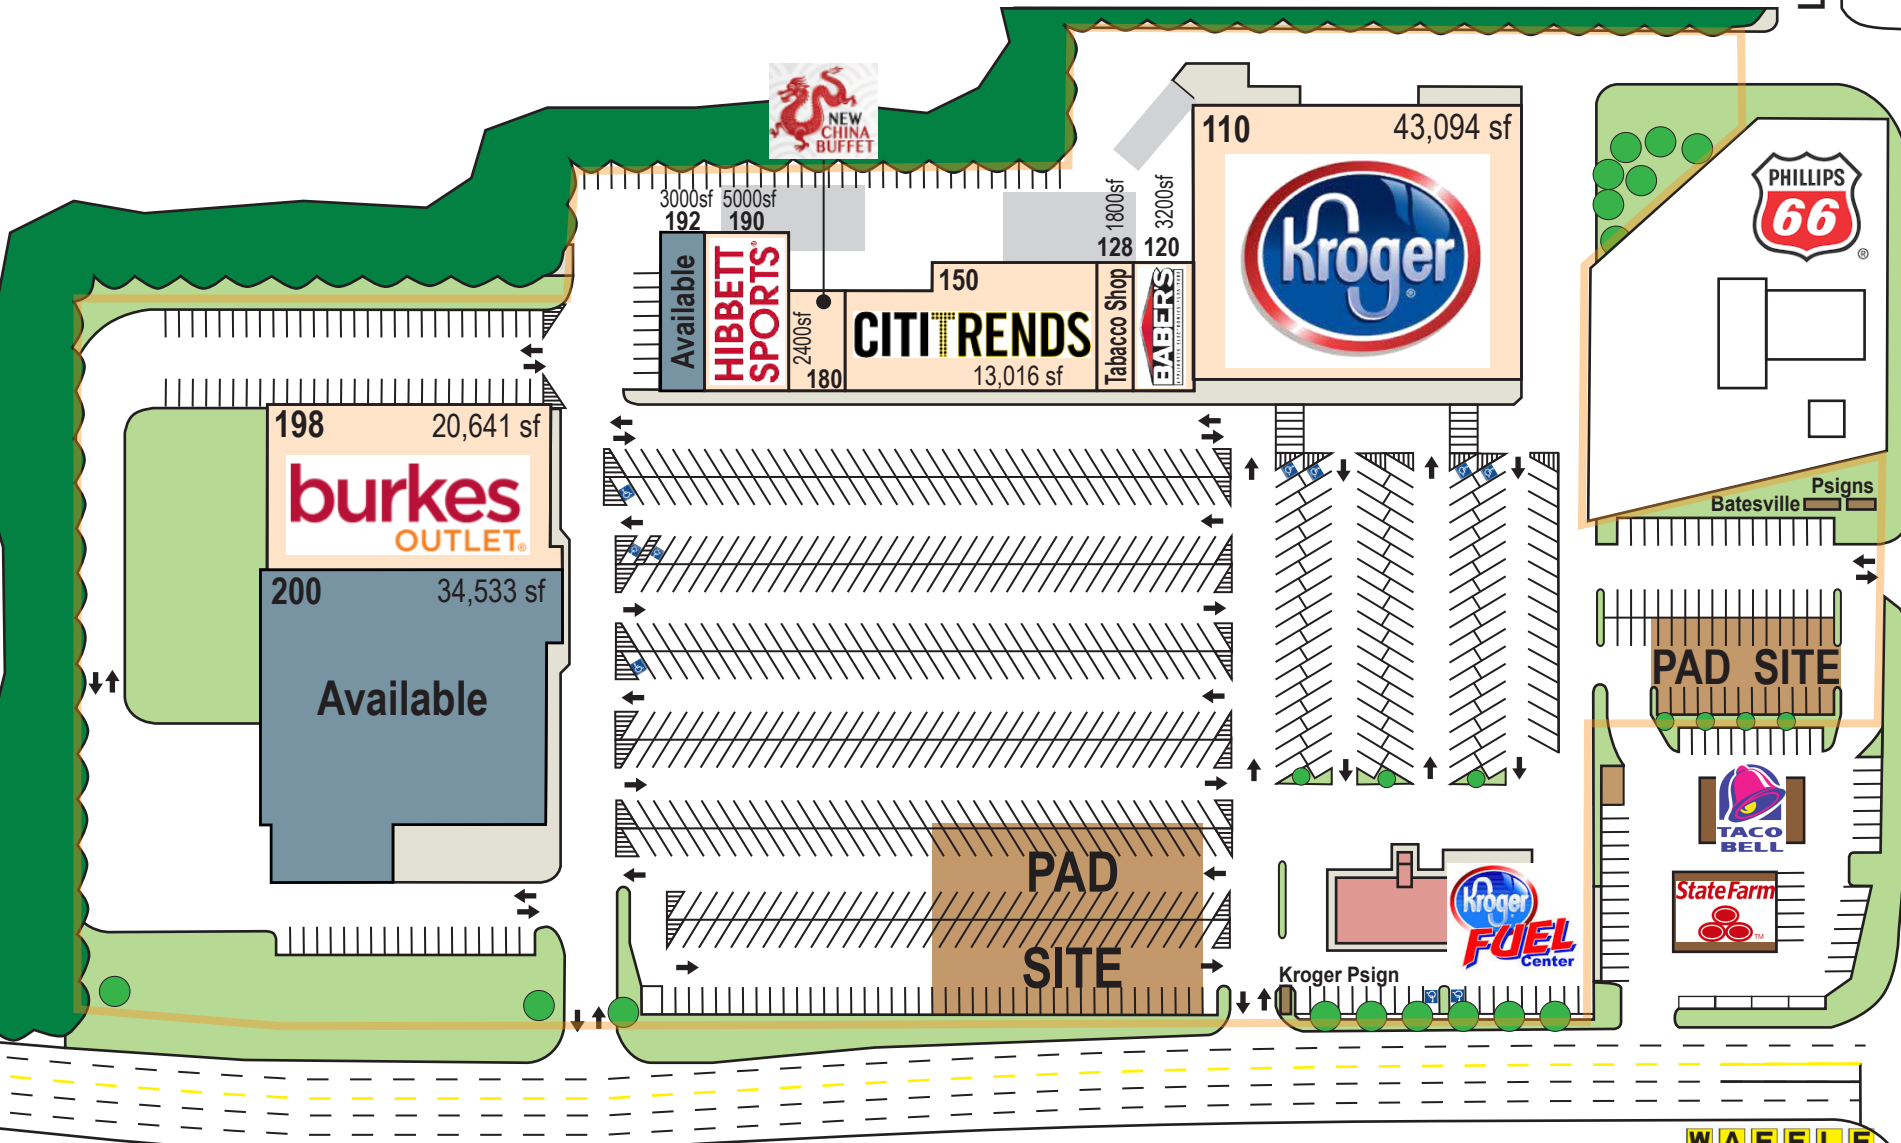 L
NEW
CHINA
BUFFET
110
43,094 sf
Kroger
PHILLIPS
66
3000sf
192
5000sf
190
1800sf
128
3200sf
120
Available
HIBBETT
SPORTS
2400sf
180
150
CITITRENDS
13,016 sf
Tabacco Shop
BABER'S
198
20,641 sf
burkes
OUTLET
200
34,533 sf
Available
Psigns
Batesville
PAD SITE
TACO
BELL
StateFarm
TM
PAD
SITE
Kroger
FUEL
Center
Kroger Psign
WAFFLE